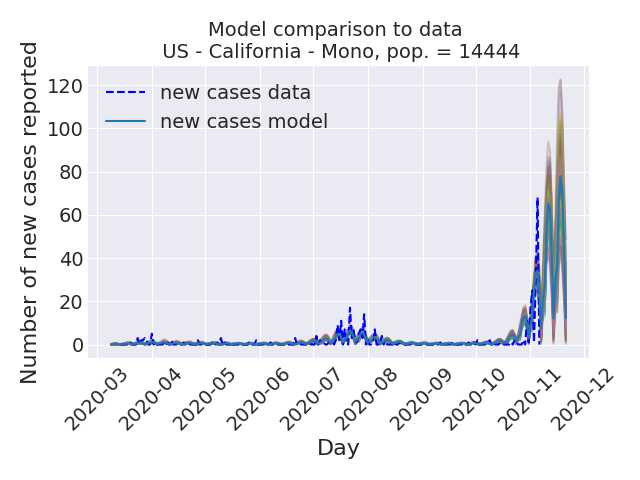 Model comparison to data
US - California - Mono, pop. = 14444
Number of new cases reported
120
100
80
60
40
20
0
new cases data
new cases model
2020-03
2020-04
2020-05
2020-06
2020-07
2020-08
2020-09
2020-10
2020-11
2020-12
Day